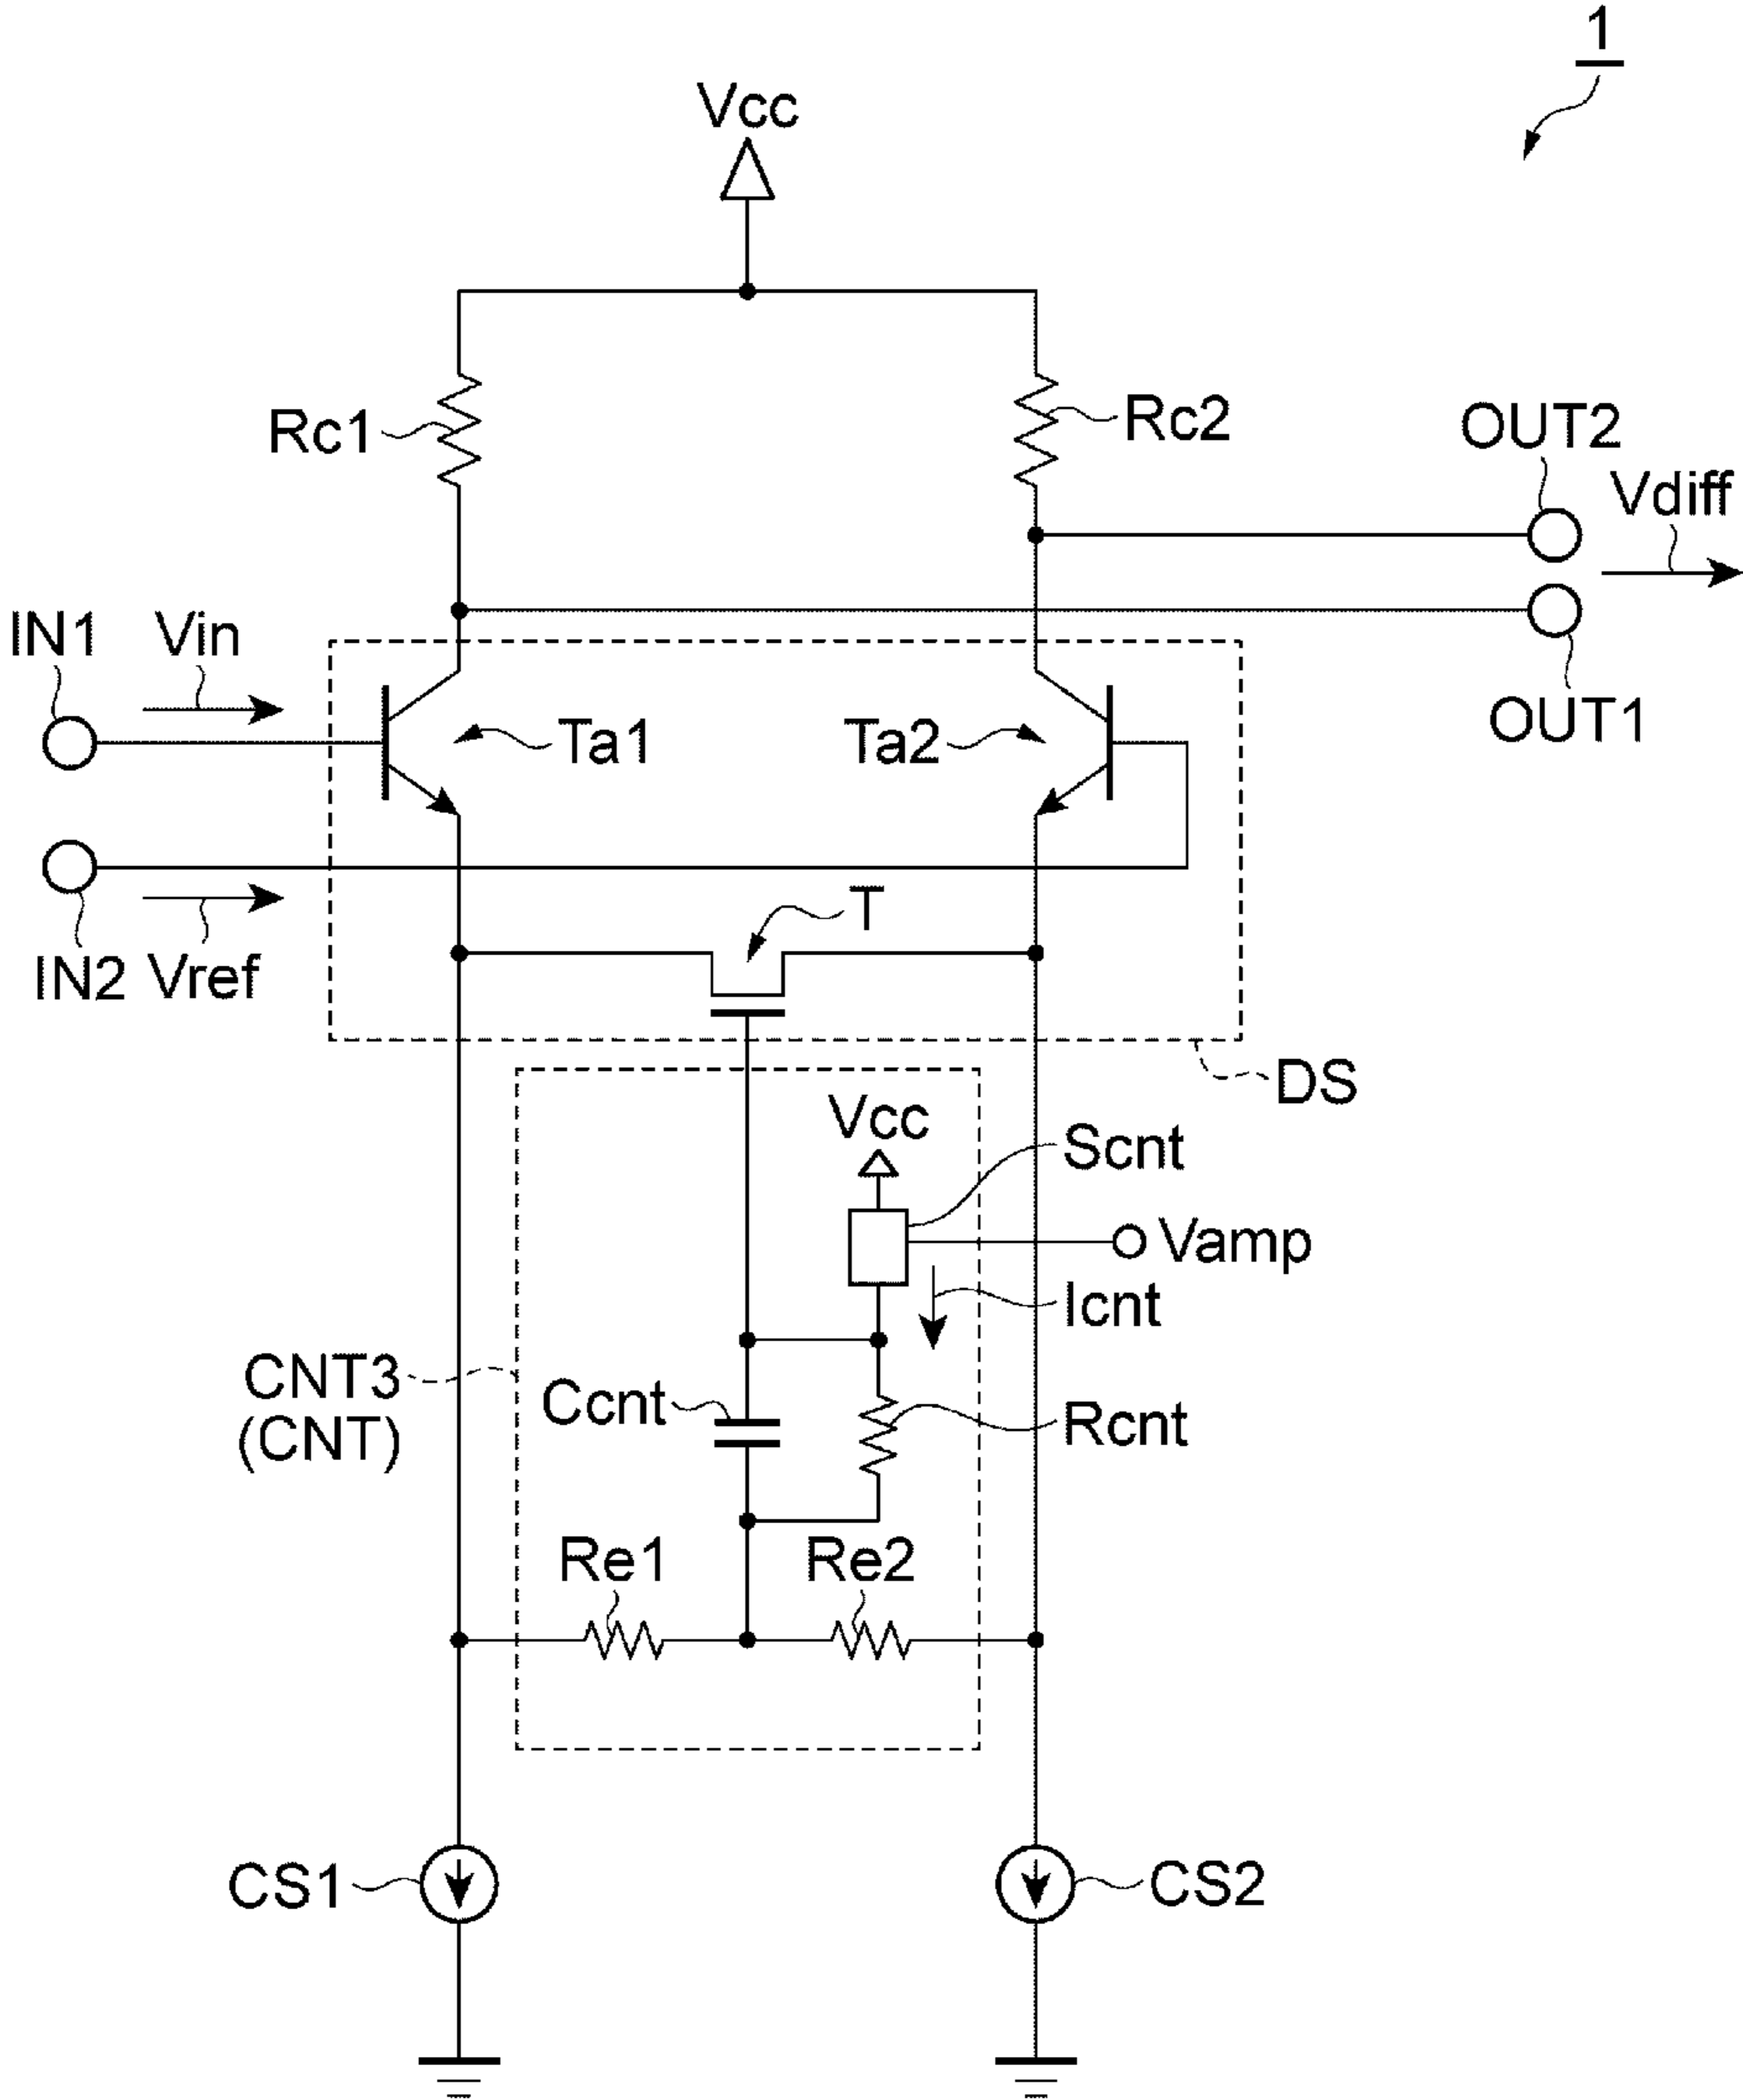 1
Vcc
Rc1
Rc2
OUT2
Vdiff
IN1
Vin
Ta1
Ta2
OUT1
T
IN2
Vref
DS
Vcc
Scnt
Vamp
Icnt
CNT3
(CNT)
Ccnt
Rcnt
Re1
Re2
CS1
CS2